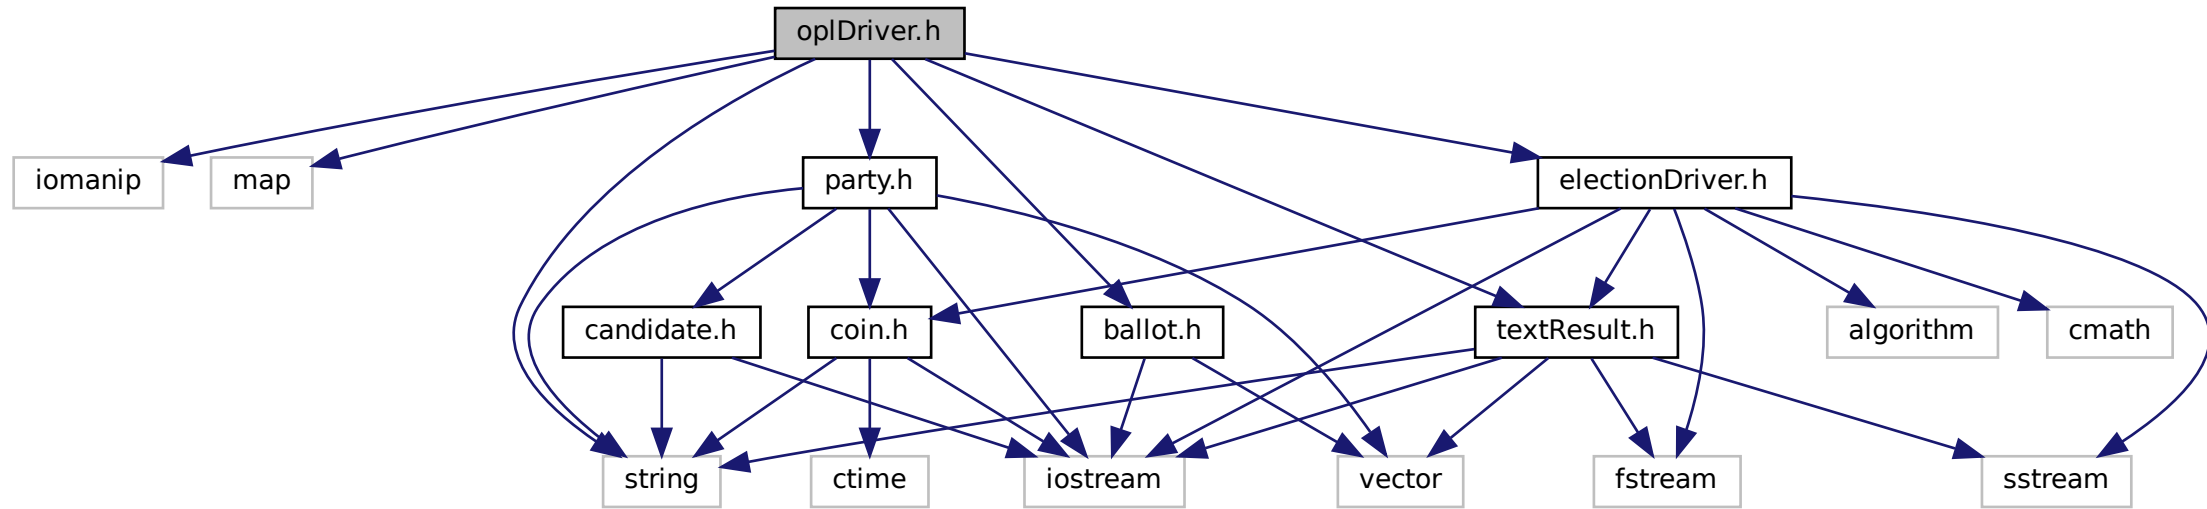 oplDriver.h
iomanip
map
party.h
electionDriver.h
candidate.h
coin.h
ballot.h
textResult.h
algorithm
cmath
string
ctime
iostream
vector
fstream
sstream